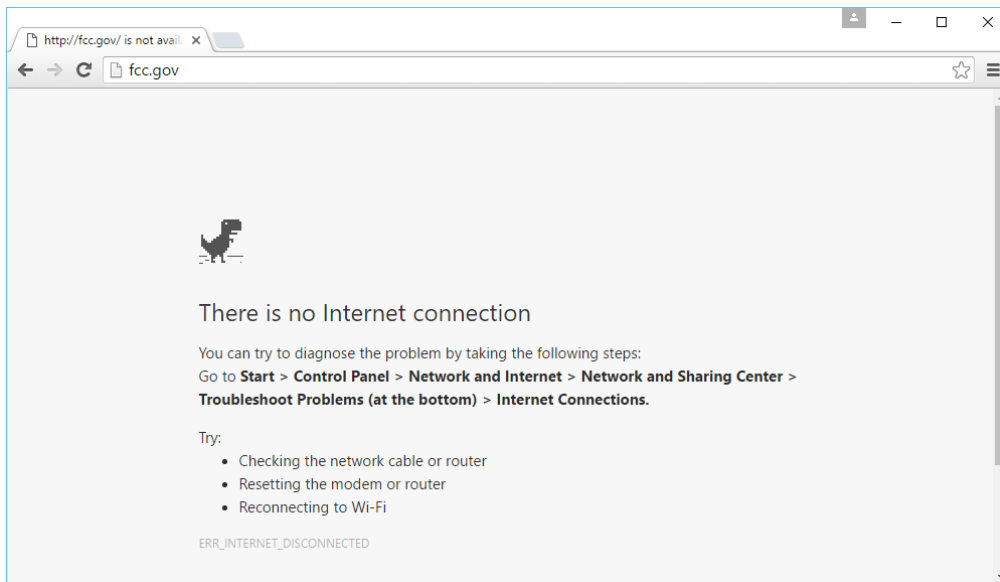 http://fcc.gov/ is not avail
fcc.gov
There is no Internet connection
You can try to diagnose the problem by taking the following steps:
Go to Start > Control Panel > Network and Internet > Network and Sharing Center >
Troubleshoot Problems (at the bottom) > Internet Connections.
Try:
• Checking the network cable or router
• Resetting the modem or router
• Reconnecting to Wi-Fi
ERR_INTERNET_DISCONNECTED